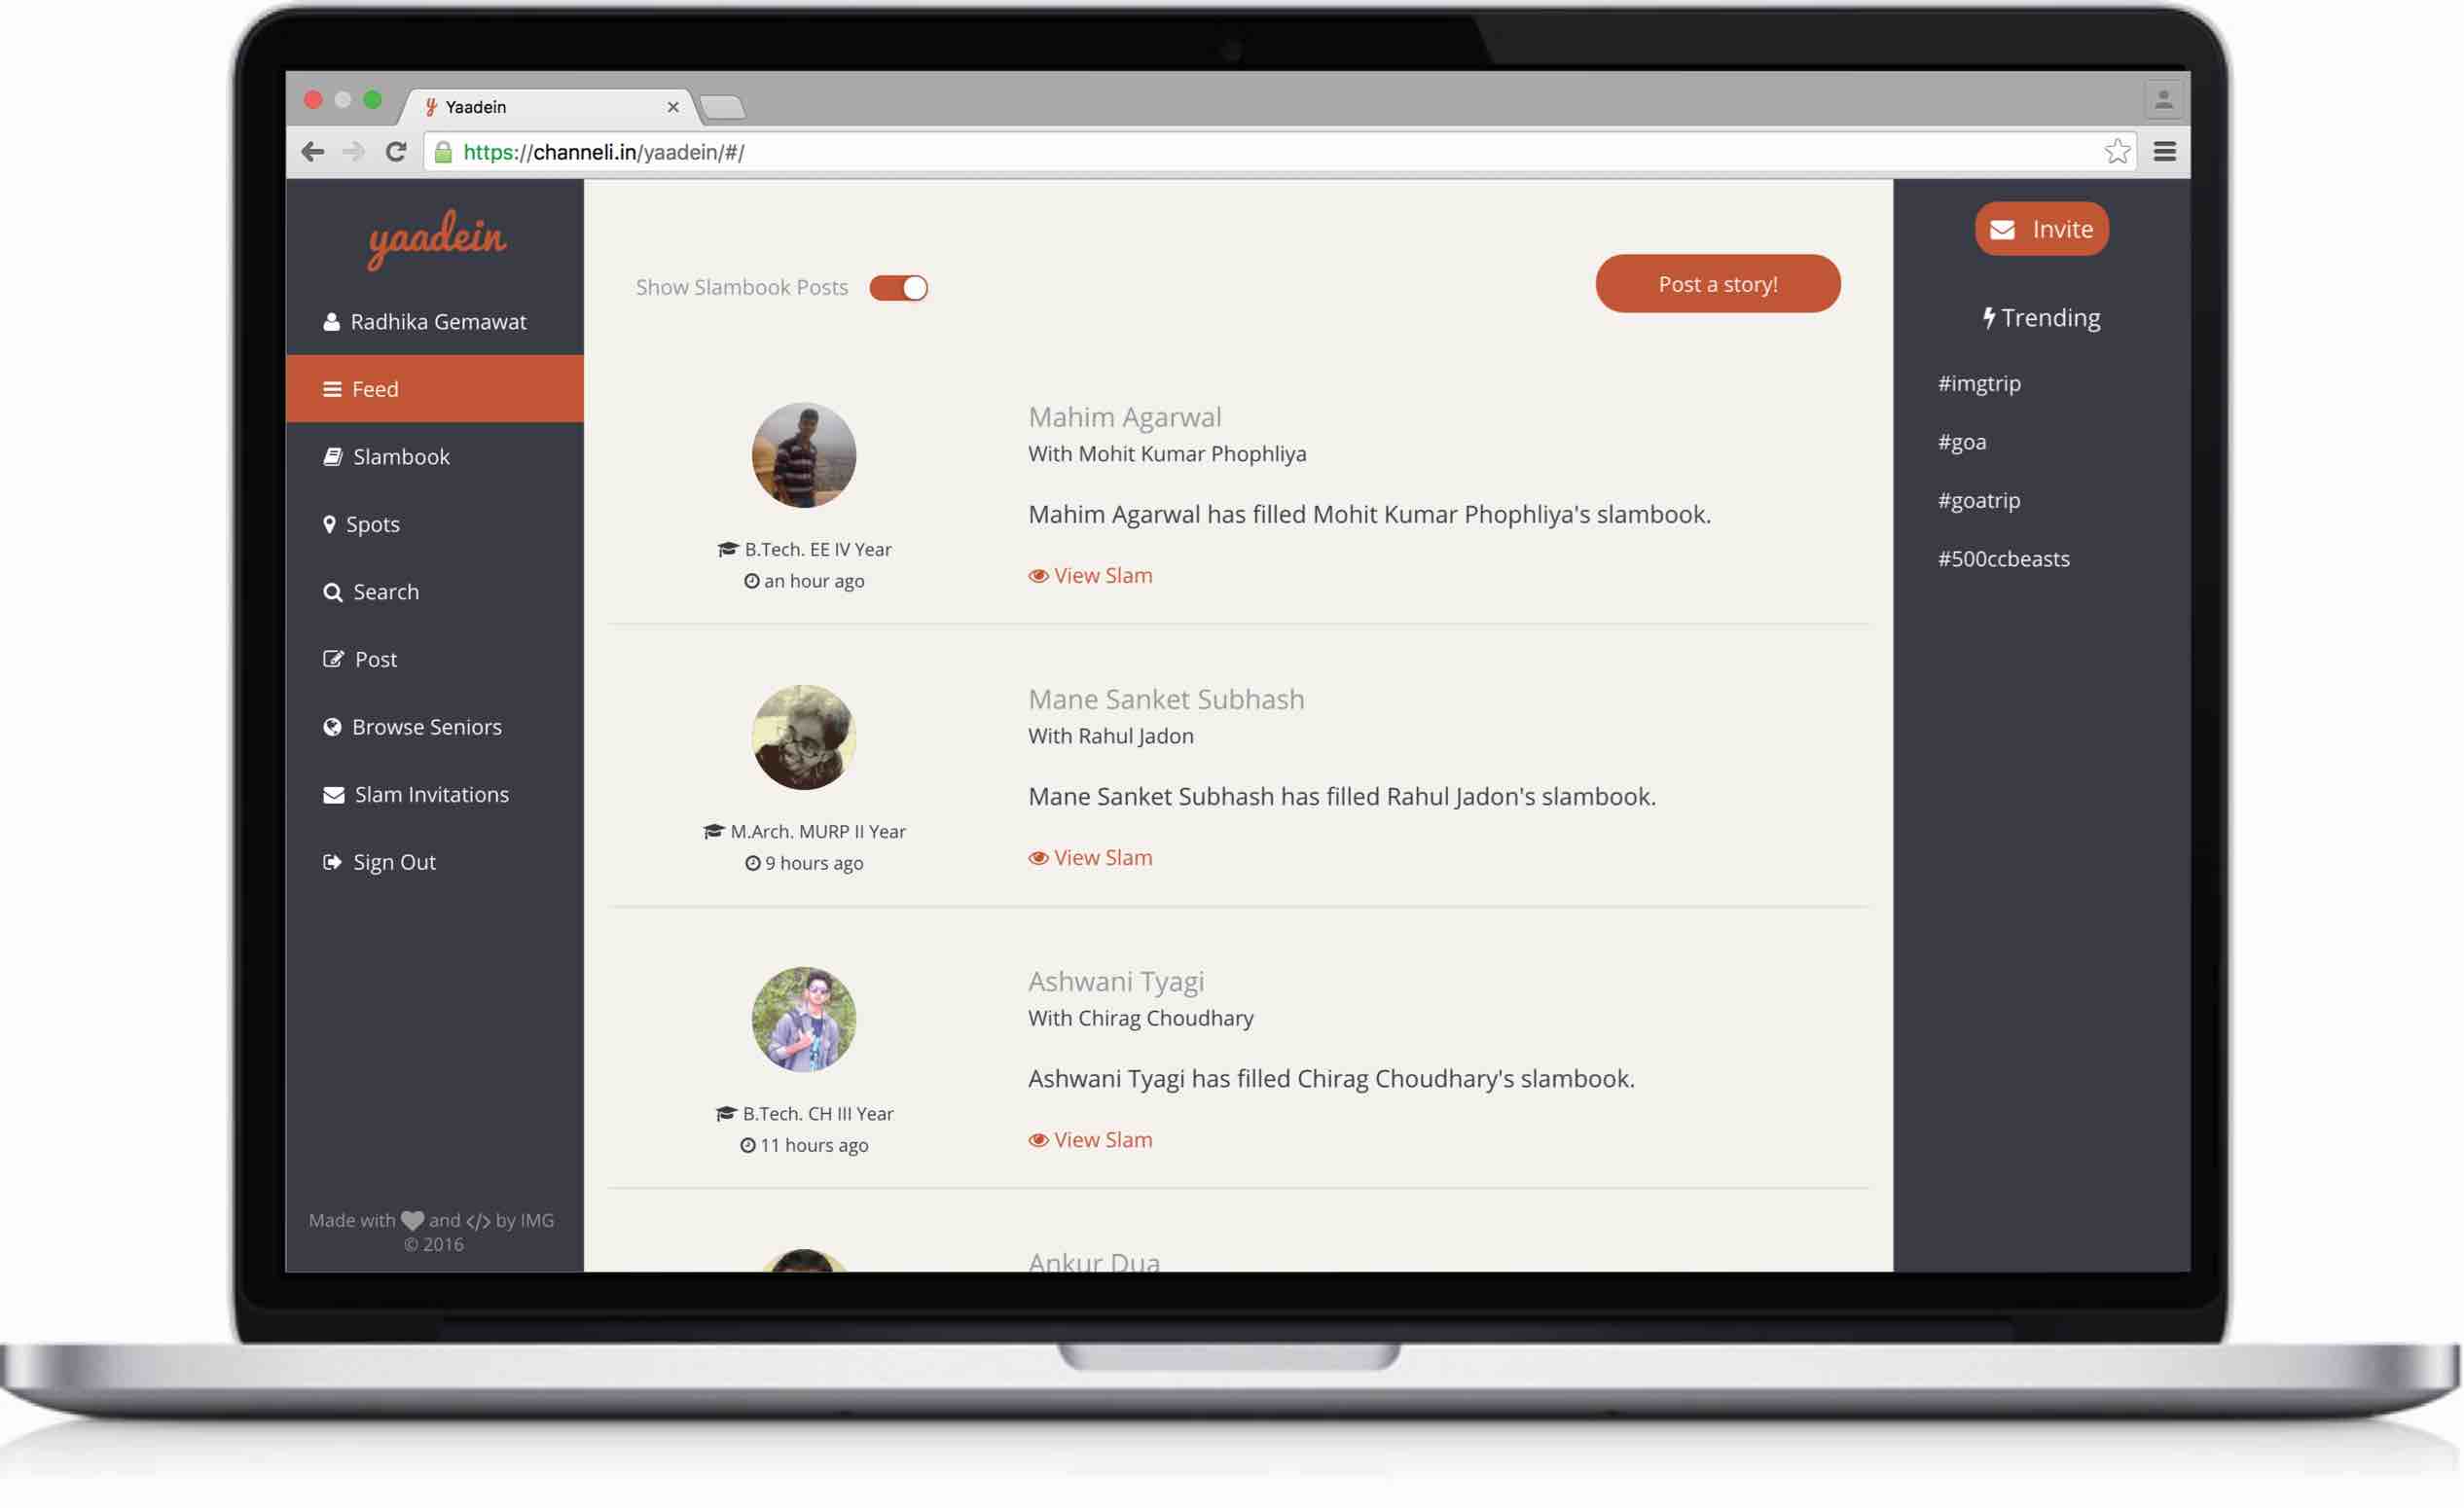 Yaadein
https://channeli.in/yaadein/#/
yaadein
Radhika Gemawat
Feed
Slambook
Spots
Search
Post
Browse Seniors
Slam Invitations
Sign Out
Made with and </> by IMG
© 2016
Show Slambook Posts
Post a story!
Mahim Agarwal
With Mohit Kumar Phophliya
Mahim Agarwal has filled Mohit Kumar Phophliya's slambook.
View Slam
B.Tech. EE IV Year
an hour ago
Mane Sanket Subhash
With Rahul Jadon
Mane Sanket Subhash has filled Rahul Jadon's slambook.
View Slam
M.Arch. MURP II Year
9 hours ago
Ashwani Tyagi
With Chirag Choudhary
Ashwani Tyagi has filled Chirag Choudhary's slambook.
View Slam
B.Tech. CH III Year
11 hours ago
Ankur Dua
Invite
Trending
#imgtrip
#goa
#goatrip
#500ccbeasts